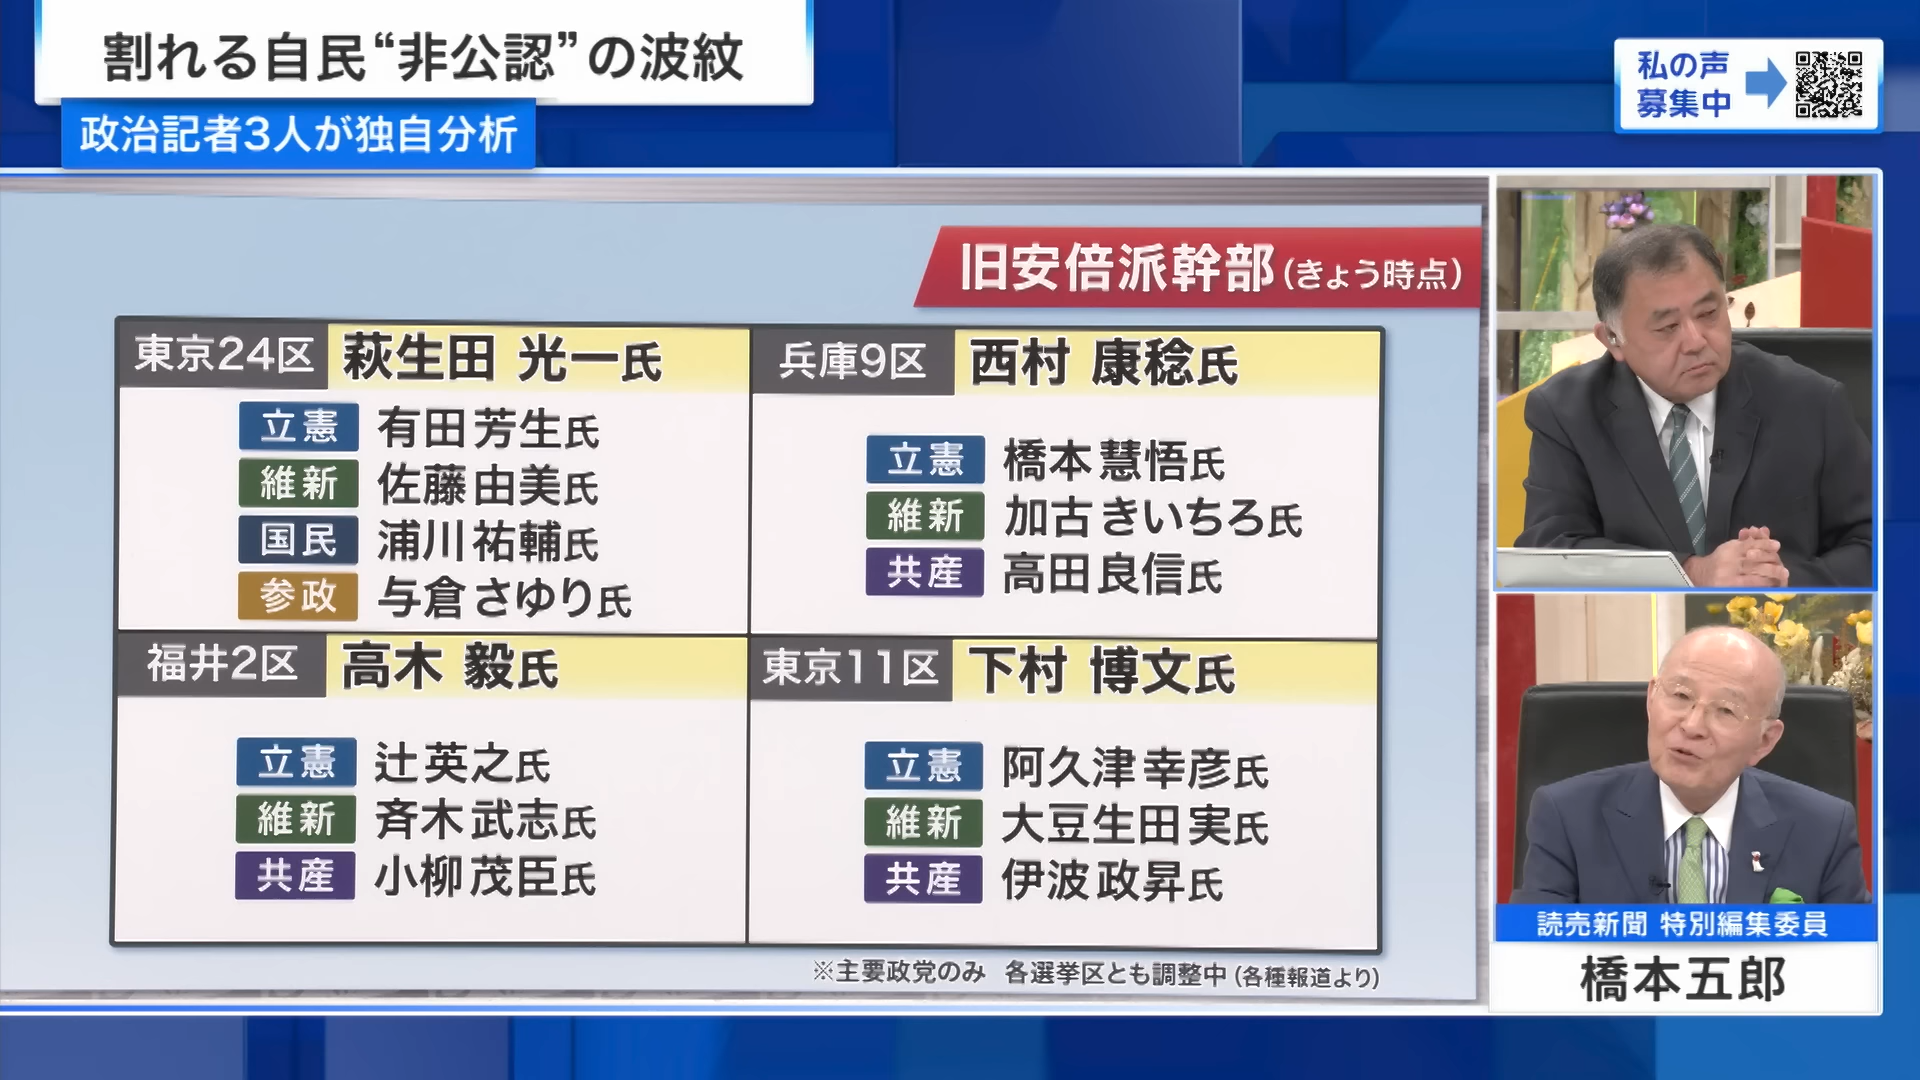 割れる自民“非公認”の波紋
政治記者3人が独自分析
私の声
募集中
旧安倍派幹部(きょう時点)
東京24区 萩生田 光一氏
立憲 有田芳生氏
維新 佐藤由美氏
国民 浦川祐輔氏
参政 与倉さゆり氏
兵庫9区 西村 康稔氏
立憲 橋本慧悟氏
維新 加古きいちろ氏
共産 高田良信氏
福井2区 高木 毅氏
立憲 辻英之氏
維新 斉木武志氏
共産 小柳茂臣氏
東京11区 下村 博文氏
立憲 阿久津幸彦氏
維新 大豆生田実氏
共産 伊波政昇氏
※主要政党のみ 各選挙区とも調整中(各種報道より)
読売新聞 特別編集委員
橋本五郎